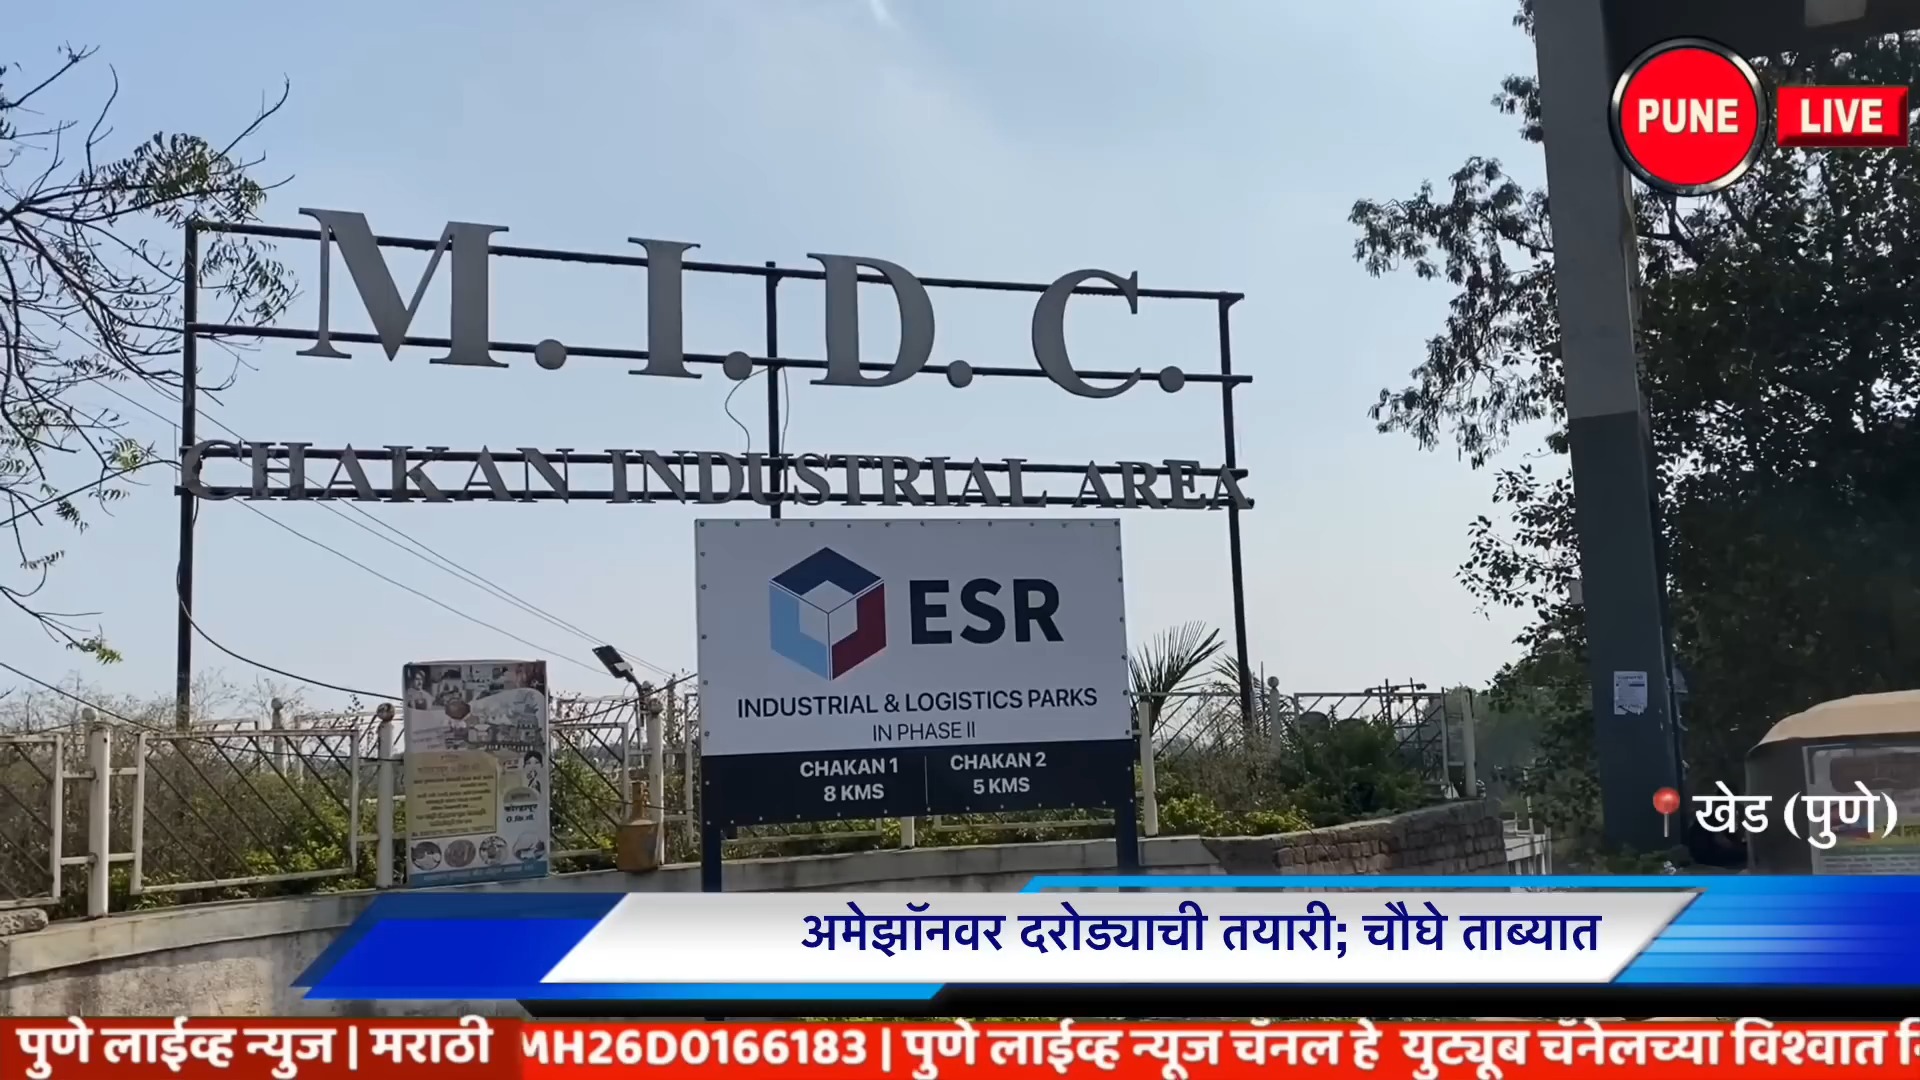 PUNE LIVE
M.I.D.C.
CHAKAN INDUSTRIAL AREA
ESR
INDUSTRIAL & LOGISTICS PARKS
IN PHASE II
CHAKAN 1
8 KMS
CHAKAN 2
5 KMS
खेड (पुणे)
अमेझॉनवर दरोड्याची तयारी; चौघे ताब्यात
पुणे लाईव्ह न्युज | मराठी
MH26D0166183 | पुणे लाईव्ह न्यूज चॅनल हे युट्यूब चॅनेलच्या विश्वात